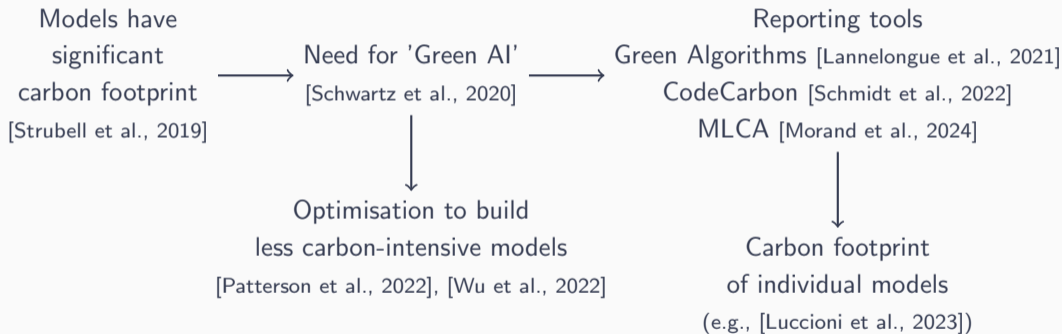 Models have
significant
carbon footprint
[Strubell et al., 2019]
Need for 'Green AI'
[Schwartz et al., 2020]
Reporting tools
Green Algorithms [Lannelongue et al., 2021]
CodeCarbon [Schmidt et al., 2022]
MLCA [Morand et al., 2024]
Optimisation to build
less carbon-intensive models
[Patterson et al., 2022], [Wu et al., 2022]
Carbon footprint
of individual models
(e.g., [Luccioni et al., 2023])